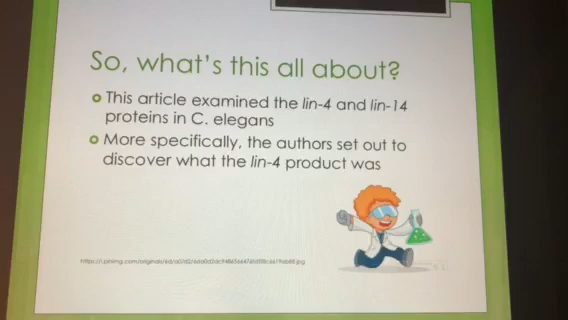 So, what's this all about?
This article examined the lin-4 and lin-14
proteins in C. elegans
More specifically, the authors set out to
discover what the lin-4 product was